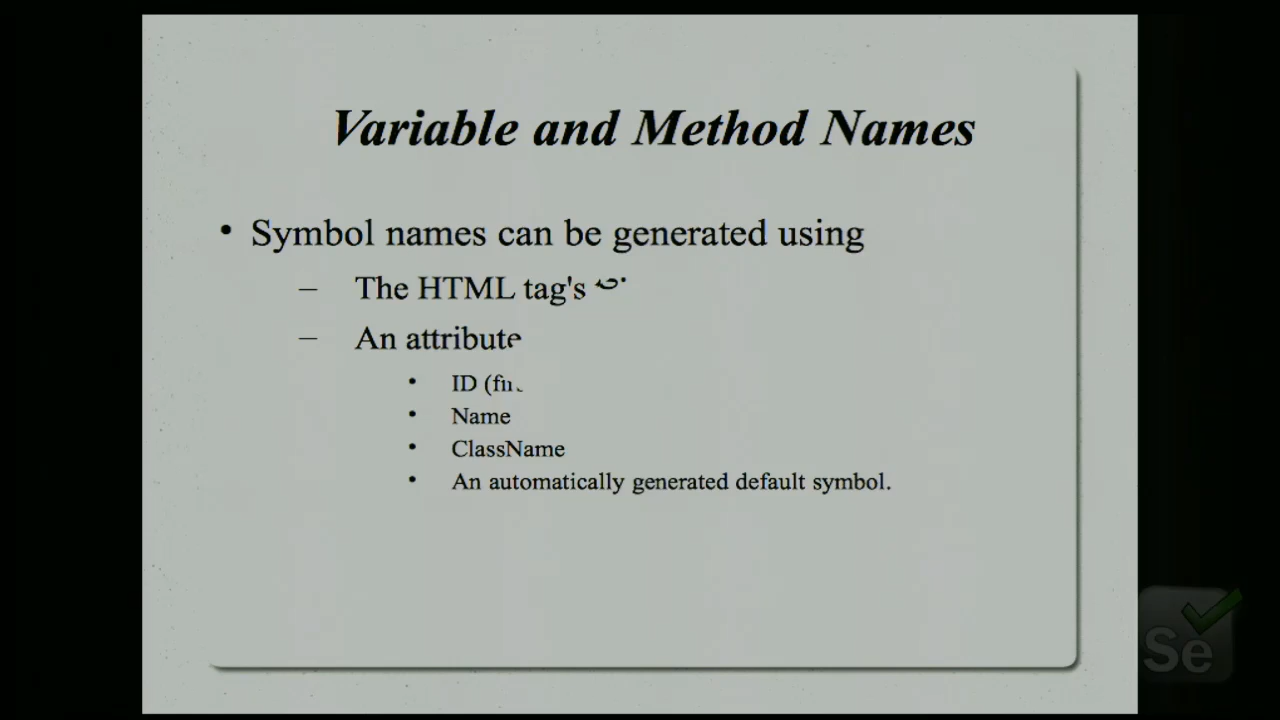 Variable and Method Names
• Symbol names can be generated using
– The HTML tag's
– An attribute
• ID
• Name
• ClassName
• An automatically generated default symbol.
Se